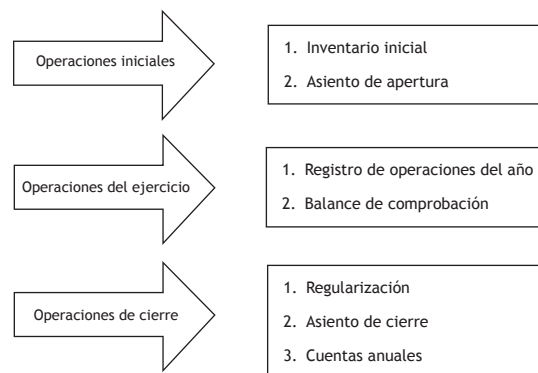 Operaciones iniciales
1. Inventario inicial
2. Asiento de apertura
Operaciones del ejercicio
1. Registro de operaciones del año
2. Balance de comprobación
Operaciones de cierre
1. Regularización
2. Asiento de cierre
3. Cuentas anuales